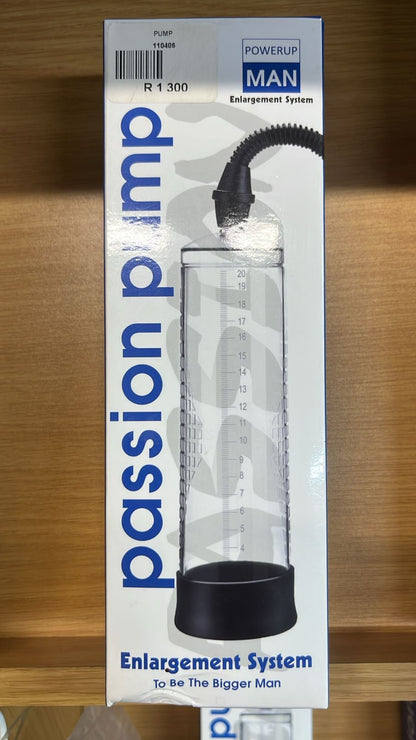 PUMP
110406
R 1 300
POWERUP
MAN
Enlargement System
passion pump
PASSION
20
19
18
17
16
15
14
13
12
11
10
9
8
7
6
5
4
Enlargement System
To Be The Bigger Man